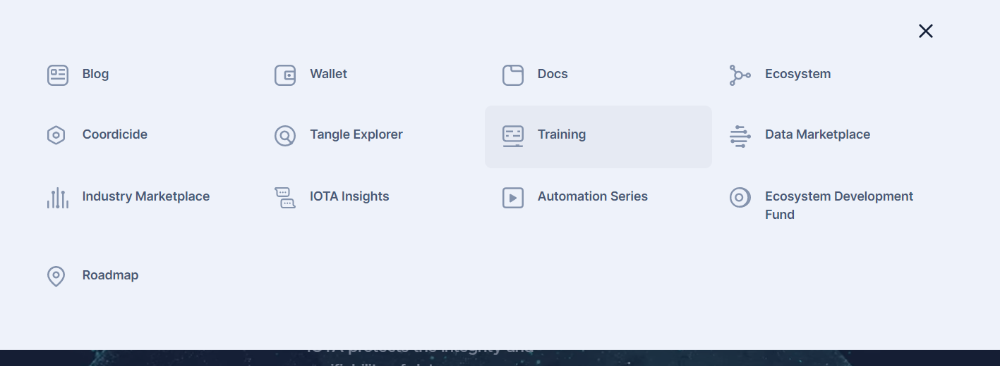 Blog
Wallet
Docs
Ecosystem
Coordicide
Tangle Explorer
Training
Data Marketplace
Industry Marketplace
IOTA Insights
Automation Series
Ecosystem Development
Fund
Roadmap
IOTA protects the integrity and